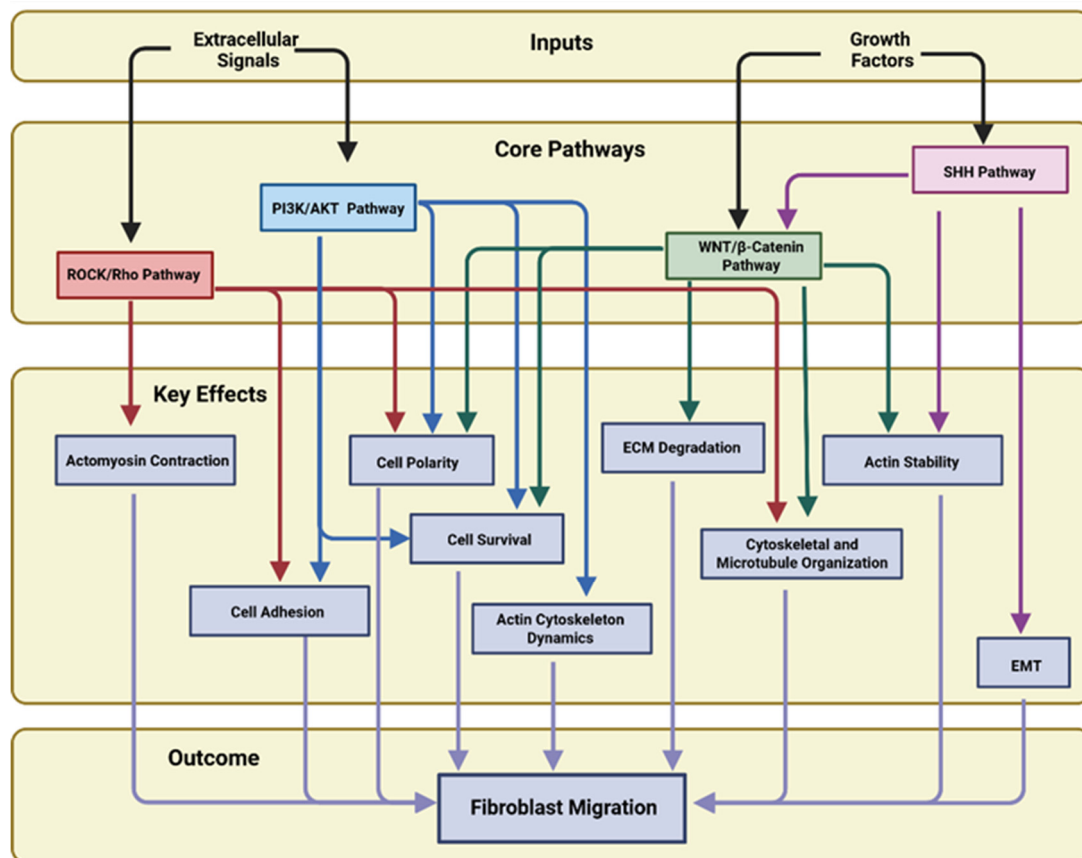 Extracellular
Signals
Inputs
Growth
Factors
Core Pathways
SHH Pathway
PI3K/AKT Pathway
WNT/β-Catenin
Pathway
ROCK/Rho Pathway
Key Effects
Actomyosin Contraction
Cell Polarity
ECM Degradation
Actin Stability
Cell Survival
Cytoskeletal and
Microtubule Organization
Cell Adhesion
Actin Cytoskeleton
Dynamics
EMT
Outcome
Fibroblast Migration